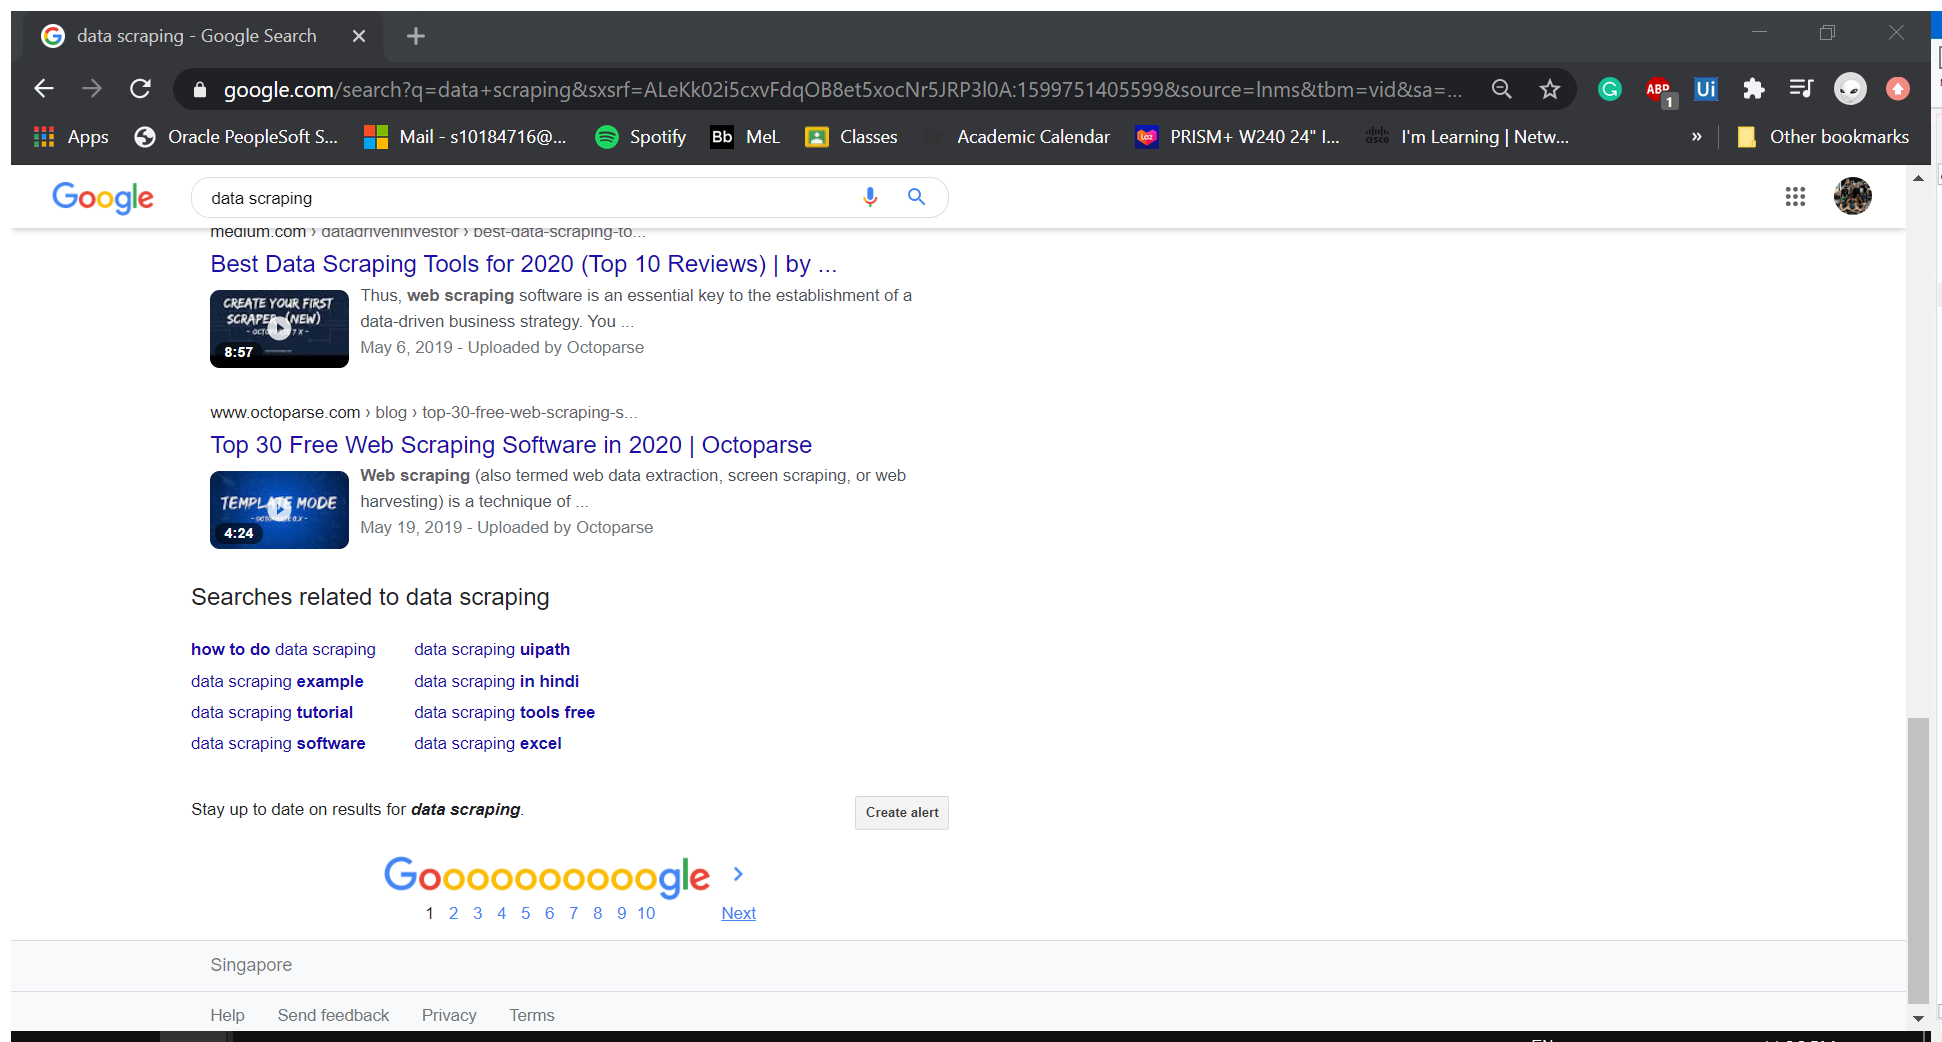 data scraping - Google Search
google.com/search?q=data+scraping&sxsrf=ALeKk02i5cxvFdqOB8et5xocNr5JRP3l0A:1599751405599&source=lnms&tbm=vid&sa=...
ABP 1 Ui
Apps Oracle PeopleSoft S... Mail - s10184716@... Spotify Bb MeL Classes Academic Calendar Laz PRISM+ W240 24" I... cisco I'm Learning | Netw... » Other bookmarks
Google data scraping
medium.com › datadriveninvestor › best-data-scraping-to...
Best Data Scraping Tools for 2020 (Top 10 Reviews) | by ...
CREATE YOUR FIRST
SCRAPER (NEW)
8:57
Thus, web scraping software is an essential key to the establishment of a
data-driven business strategy. You ...
May 6, 2019 - Uploaded by Octoparse
www.octoparse.com › blog › top-30-free-web-scraping-s...
Top 30 Free Web Scraping Software in 2020 | Octoparse
TEMPLATE MODE
4:24
Web scraping (also termed web data extraction, screen scraping, or web
harvesting) is a technique of ...
May 19, 2019 - Uploaded by Octoparse
Searches related to data scraping
how to do data scraping data scraping uipath
data scraping example data scraping in hindi
data scraping tutorial data scraping tools free
data scraping software data scraping excel
Stay up to date on results for data scraping. Create alert
Goooooooooogle >
1 2 3 4 5 6 7 8 9 10 Next
Singapore
Help Send feedback Privacy Terms